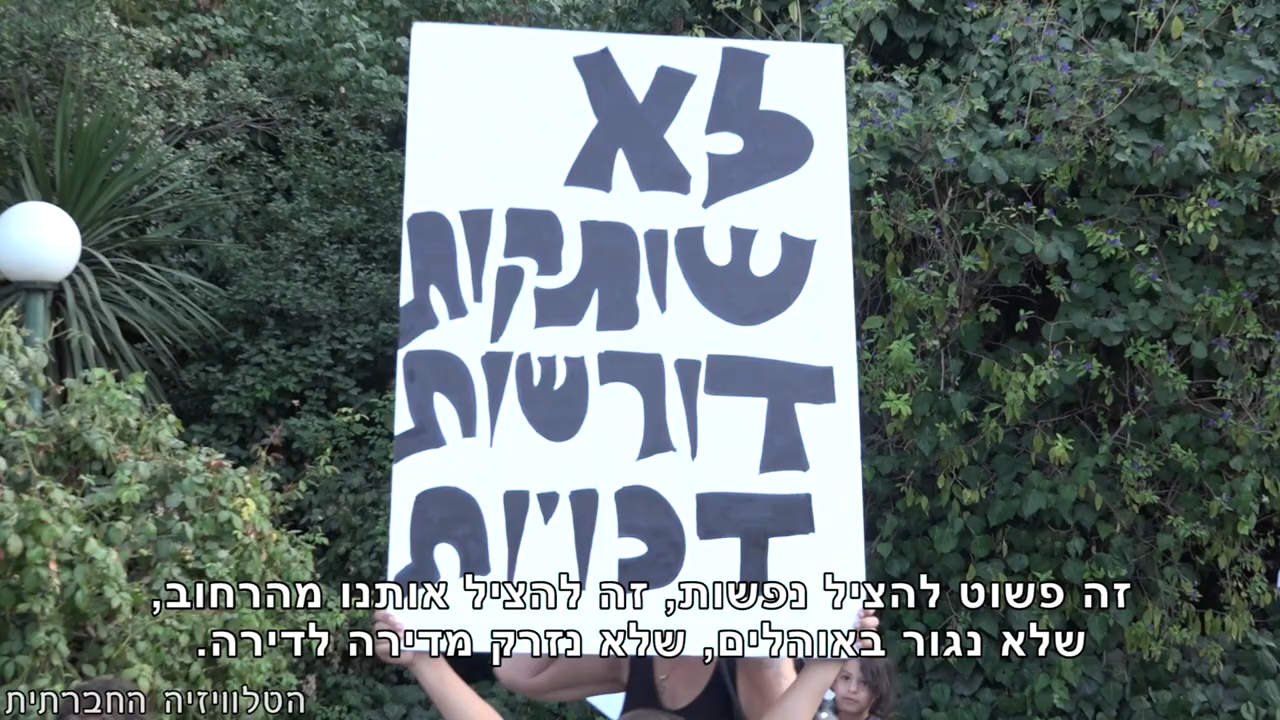 לא
שותקות
דורשות
זכויות
זה פשוט להציל נפשות, זה להציל אותנו מהרחוב,
שלא נגור באוהלים, שלא נזרק מדירה לדירה.
הטלוויזיה החברתית